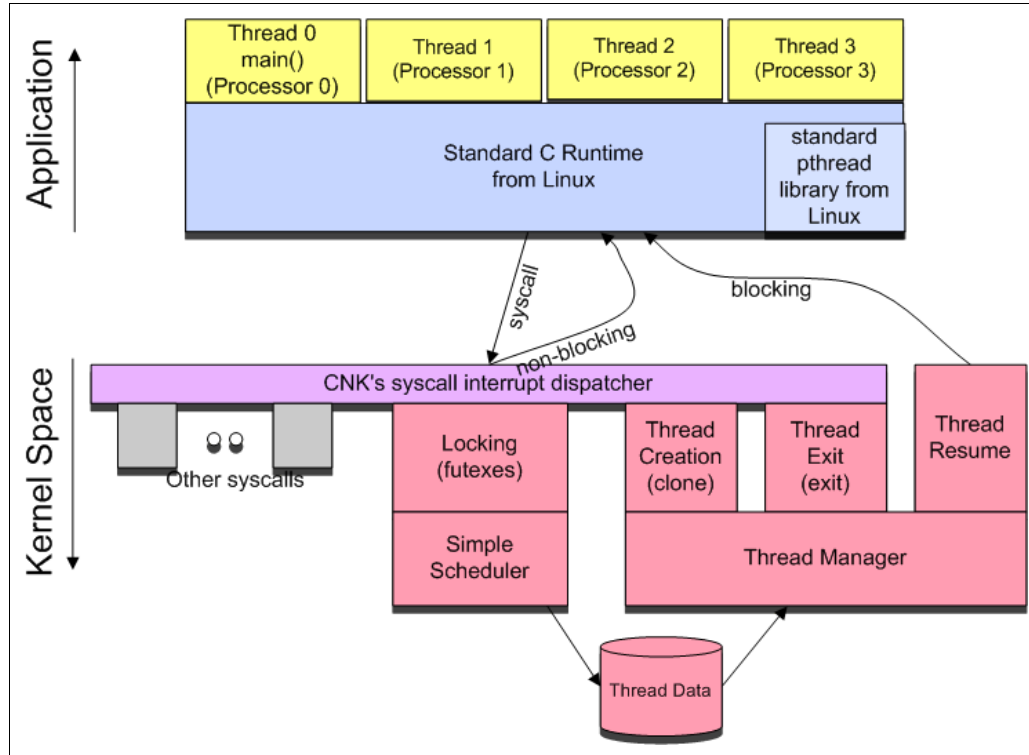 Application
Thread 0
main()
(Processor 0)
Thread 1
(Processor 1)
Thread 2
(Processor 2)
Thread 3
(Processor 3)
Standard C Runtime
from Linux
standard
pthread
library from
Linux
syscall
non-blocking
blocking
Kernel Space
CNK's syscall interrupt dispatcher
Other syscalls
Locking
(futexes)
Thread
Creation
(clone)
Thread
Exit
(exit)
Thread
Resume
Simple
Scheduler
Thread Manager
Thread Data